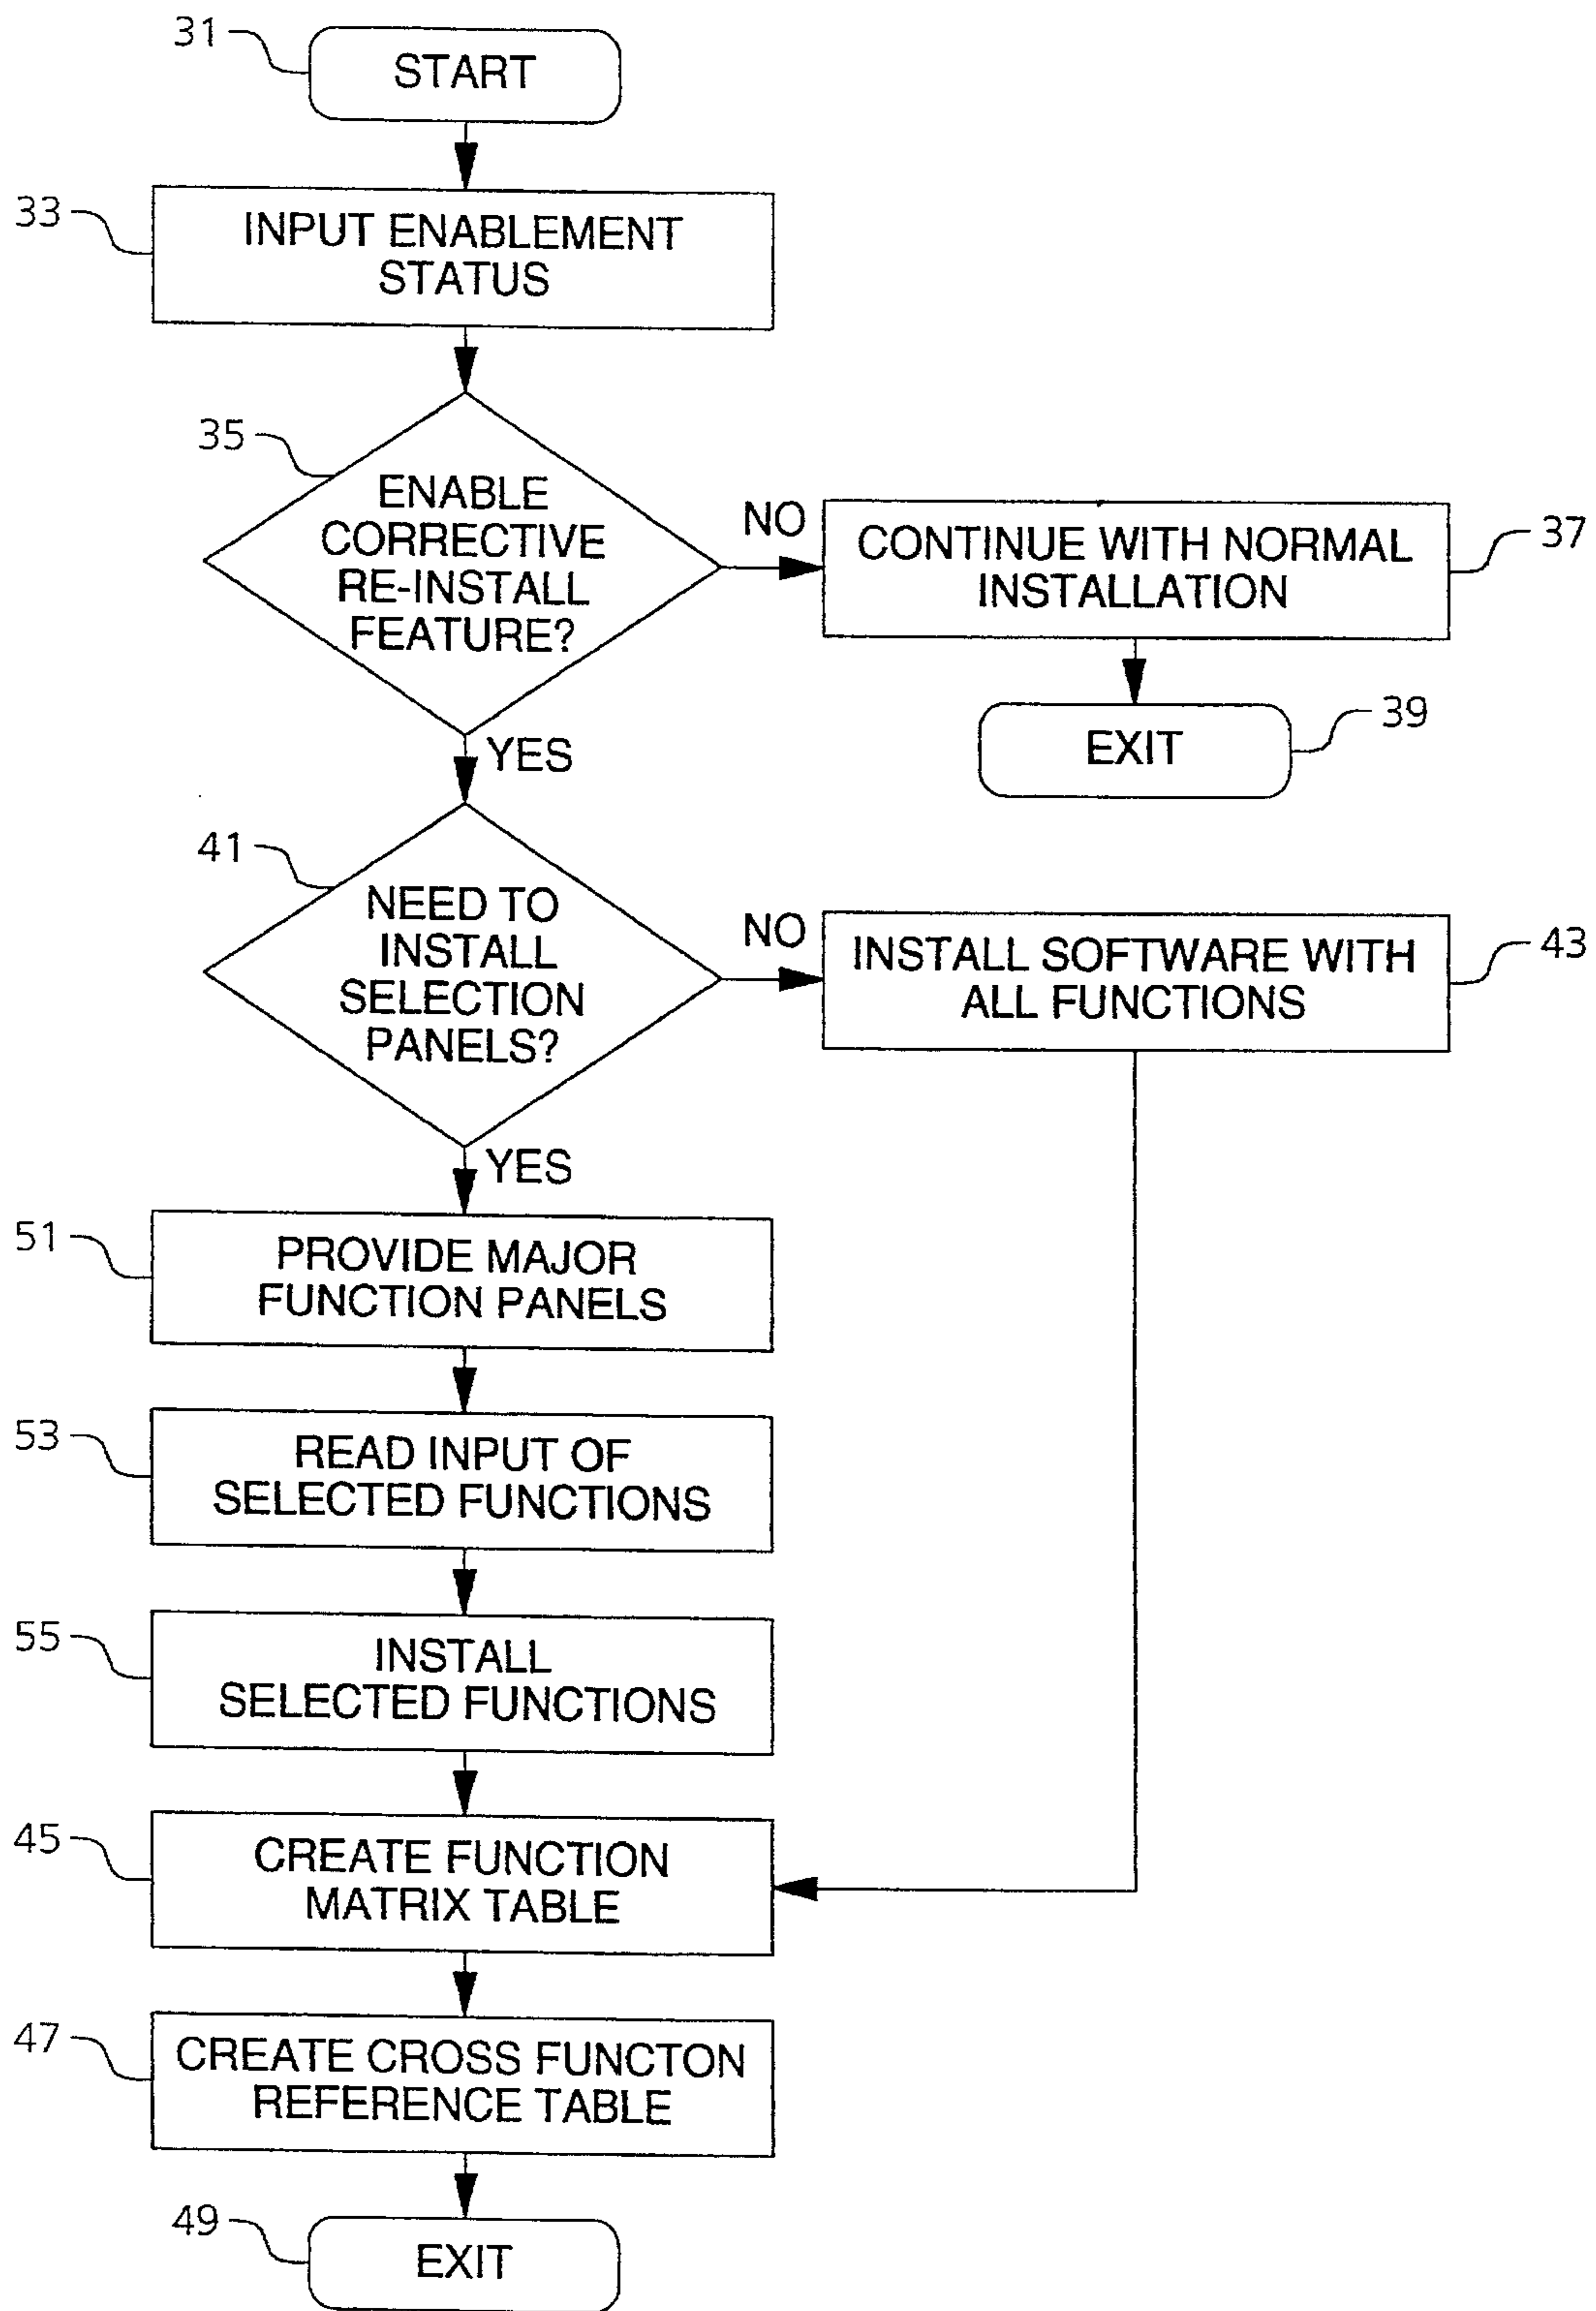 31
START
33
INPUT ENABLEMENT
STATUS
35
ENABLE
CORRECTIVE
RE-INSTALL
FEATURE?
NO
CONTINUE WITH NORMAL
INSTALLATION
37
EXIT
39
YES
41
NEED TO
INSTALL
SELECTION
PANELS?
NO
INSTALL SOFTWARE WITH
ALL FUNCTIONS
43
YES
51
PROVIDE MAJOR
FUNCTION PANELS
53
READ INPUT OF
SELECTED FUNCTIONS
55
INSTALL
SELECTED FUNCTIONS
45
CREATE FUNCTION
MATRIX TABLE
47
CREATE CROSS FUNCTON
REFERENCE TABLE
49
EXIT